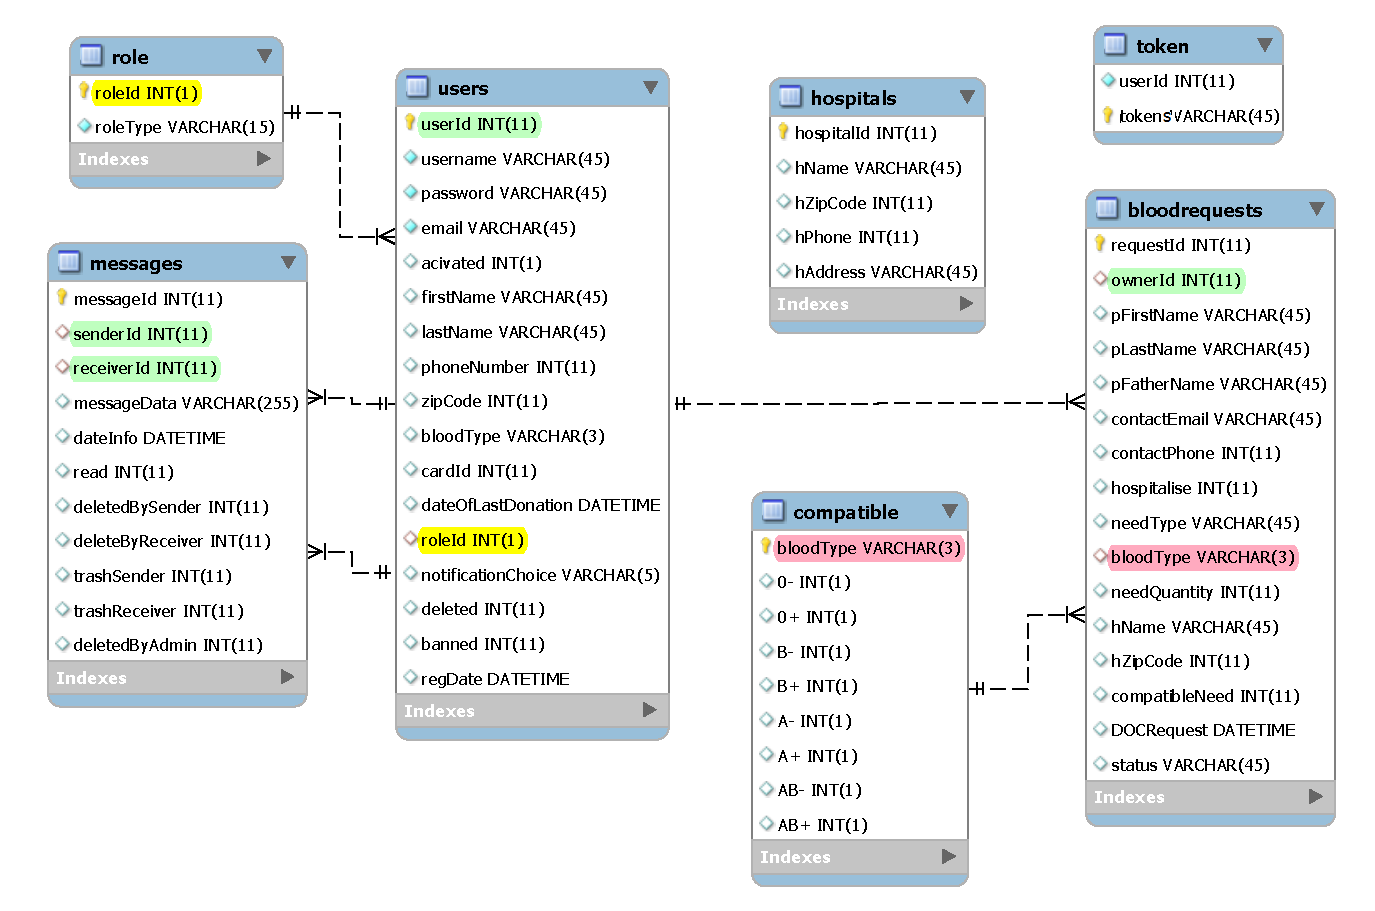 role
roleId INT(1)
roleType VARCHAR(15)
Indexes
messages
messageId INT(11)
senderId INT(11)
receiverId INT(11)
messageData VARCHAR(255)
dateInfo DATETIME
read INT(11)
deletedBySender INT(11)
deleteByReceiver INT(11)
trashSender INT(11)
trashReceiver INT(11)
deletedByAdmin INT(11)
Indexes
users
userId INT(11)
username VARCHAR(45)
password VARCHAR(45)
email VARCHAR(45)
acivated INT(1)
firstName VARCHAR(45)
lastName VARCHAR(45)
phoneNumber INT(11)
zipCode INT(11)
bloodType VARCHAR(3)
cardId INT(11)
dateOfLastDonation DATETIME
roleId INT(1)
notificationChoice VARCHAR(5)
deleted INT(11)
banned INT(11)
regDate DATETIME
Indexes
hospitals
hospitalId INT(11)
hName VARCHAR(45)
hZipCode INT(11)
hPhone INT(11)
hAddress VARCHAR(45)
Indexes
compatible
bloodType VARCHAR(3)
0- INT(1)
0+ INT(1)
B- INT(1)
B+ INT(1)
A- INT(1)
A+ INT(1)
AB- INT(1)
AB+ INT(1)
Indexes
token
userId INT(11)
'tokens' VARCHAR(45)
bloodrequests
requestId INT(11)
ownerId INT(11)
pFirstName VARCHAR(45)
pLastName VARCHAR(45)
pFatherName VARCHAR(45)
contactEmail VARCHAR(45)
contactPhone INT(11)
hospitalise INT(11)
needType VARCHAR(45)
bloodType VARCHAR(3)
needQuantity INT(11)
hName VARCHAR(45)
hZipCode INT(11)
compatibleNeed INT(11)
DOCRequest DATETIME
status VARCHAR(45)
Indexes